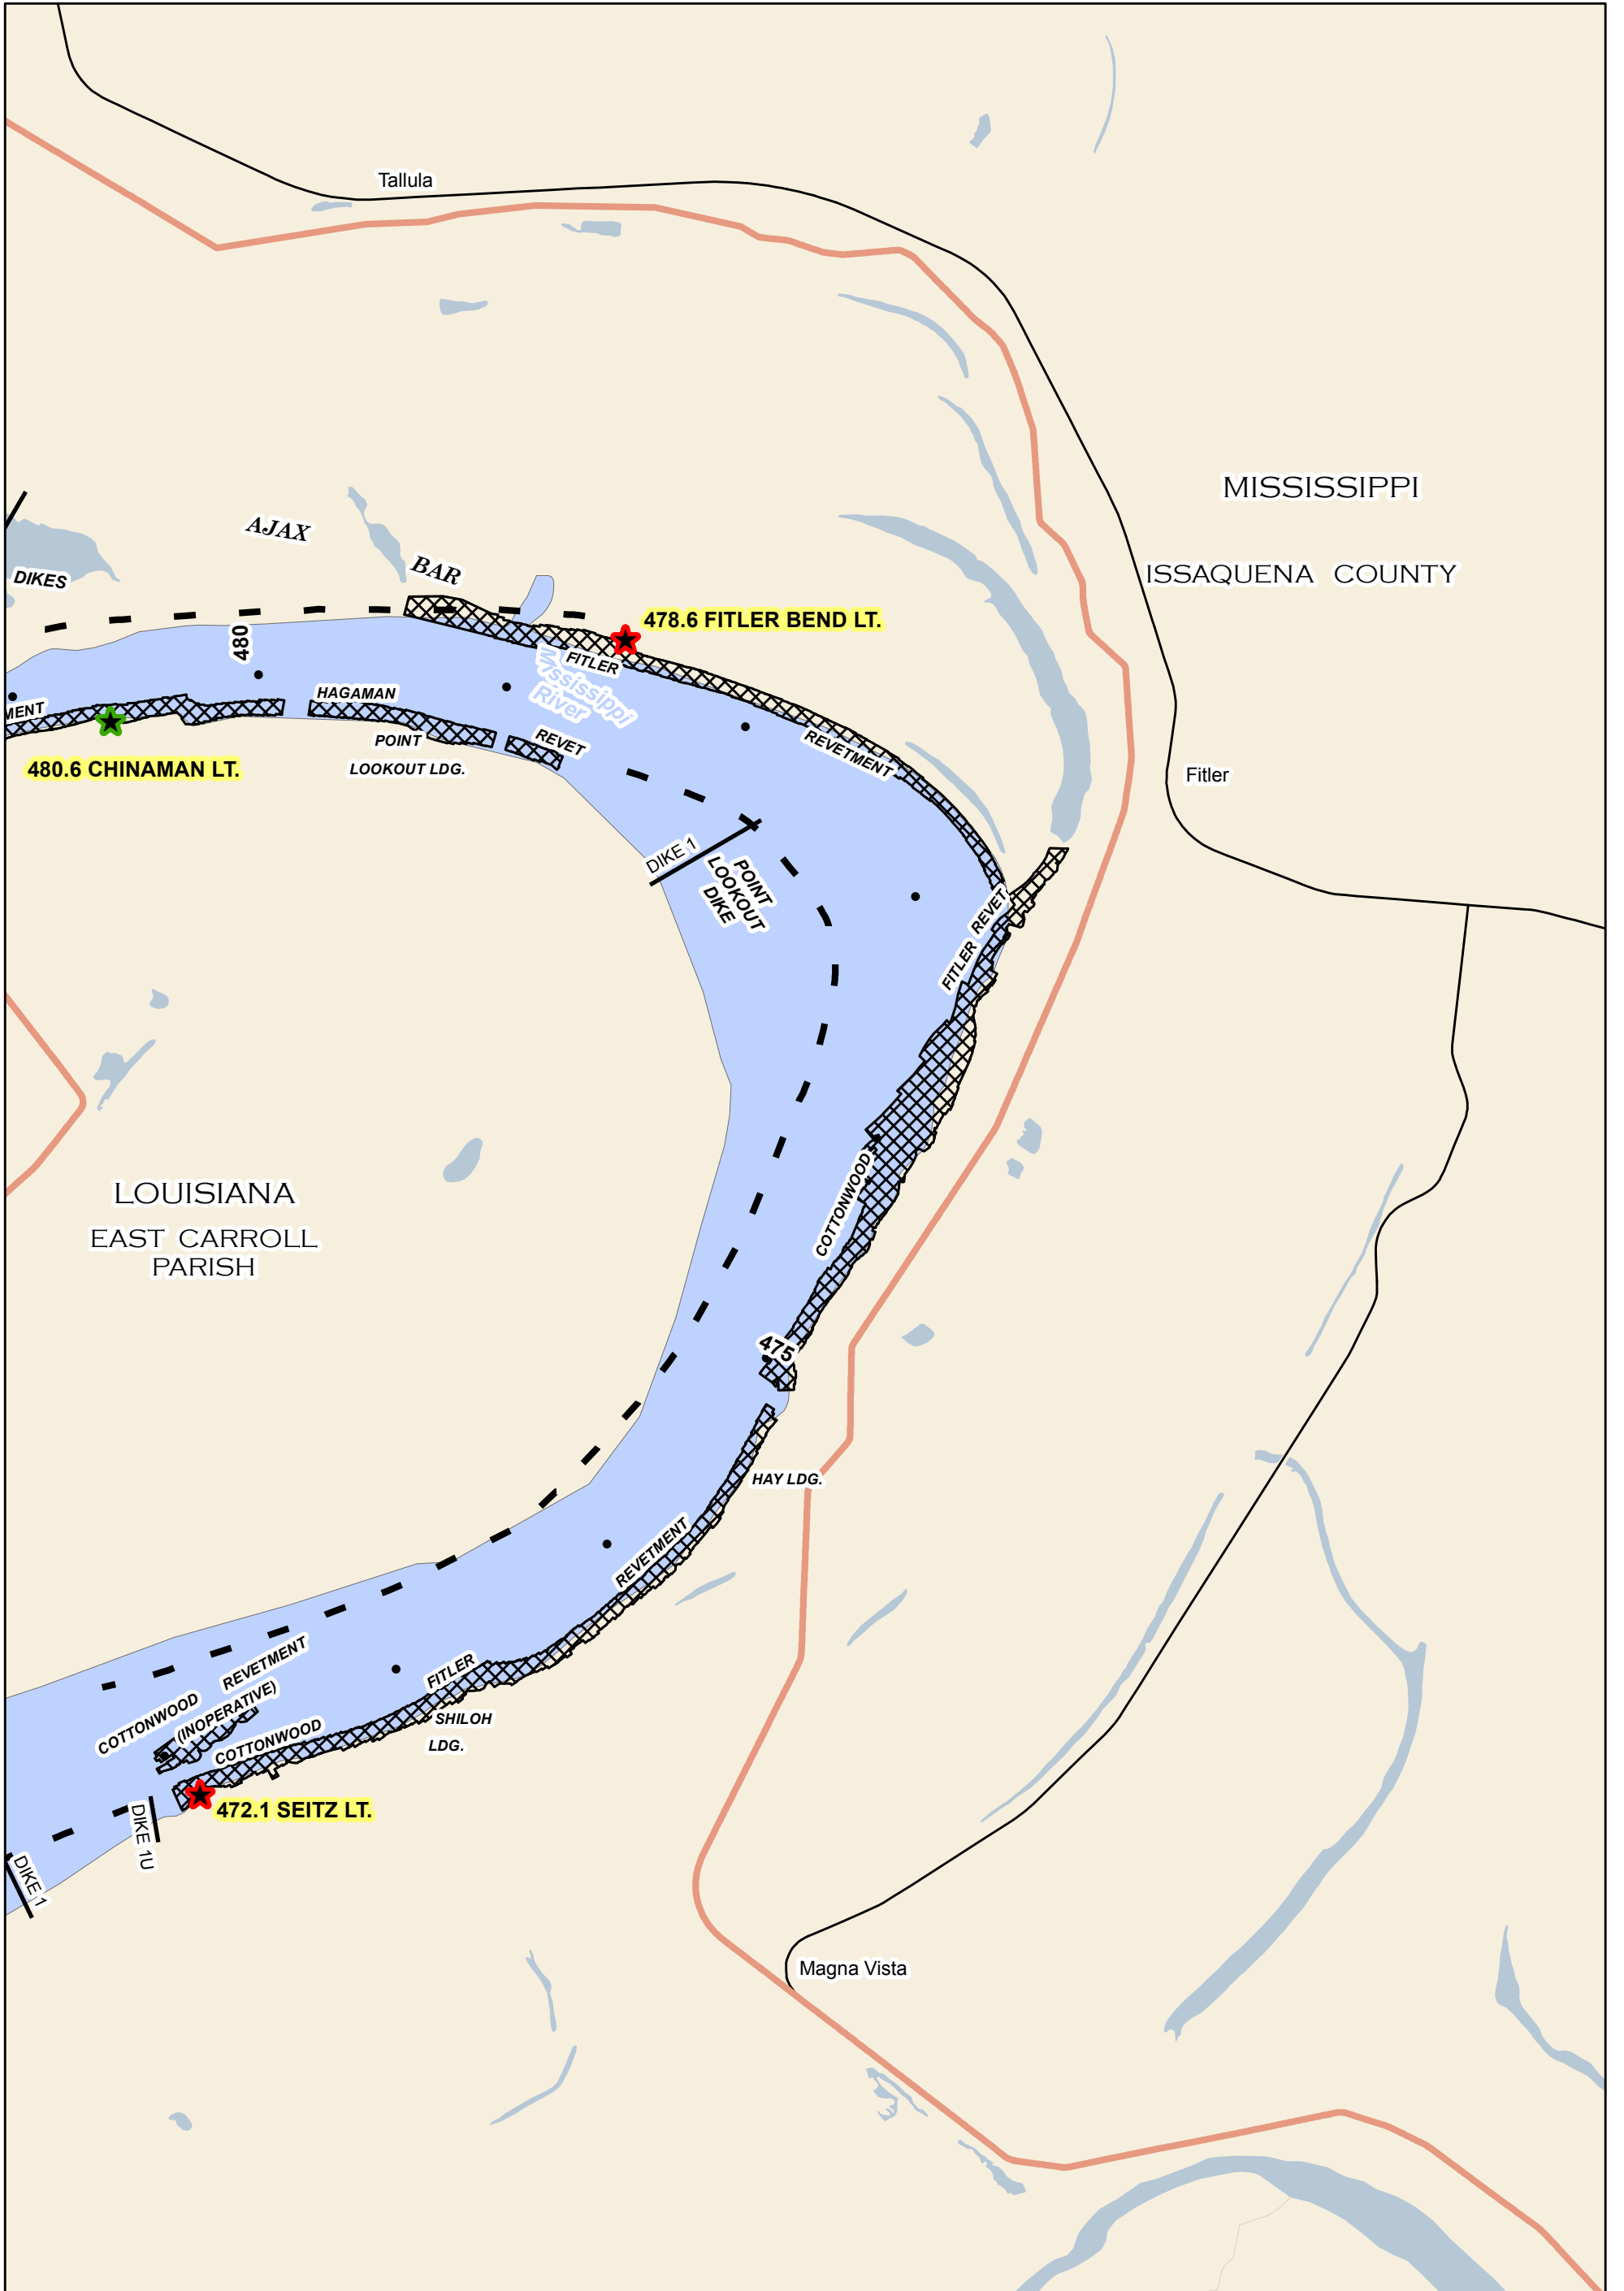 Tallula
MISSISSIPPI
ISSAQUENA COUNTY
AJAX
BAR
DIKES
478.6 FITLER BEND LT.
480
FITLER
Mississippi
River
HAGAMAN
MENT
POINT
LOOKOUT LDG.
REVET
REVETMENT
480.6 CHINAMAN LT.
Fitler
DIKE 1
POINT
LOOKOUT
DIKE
FITLER REVET
COTTONWOOD
LOUISIANA
EAST CARROLL
PARISH
475
HAY LDG.
REVETMENT
FITLER
SHILOH
LDG.
COTTONWOOD REVETMENT
(INOPERATIVE)
COTTONWOOD
472.1 SEITZ LT.
DIKE 1U
DIKE 1
Magna Vista